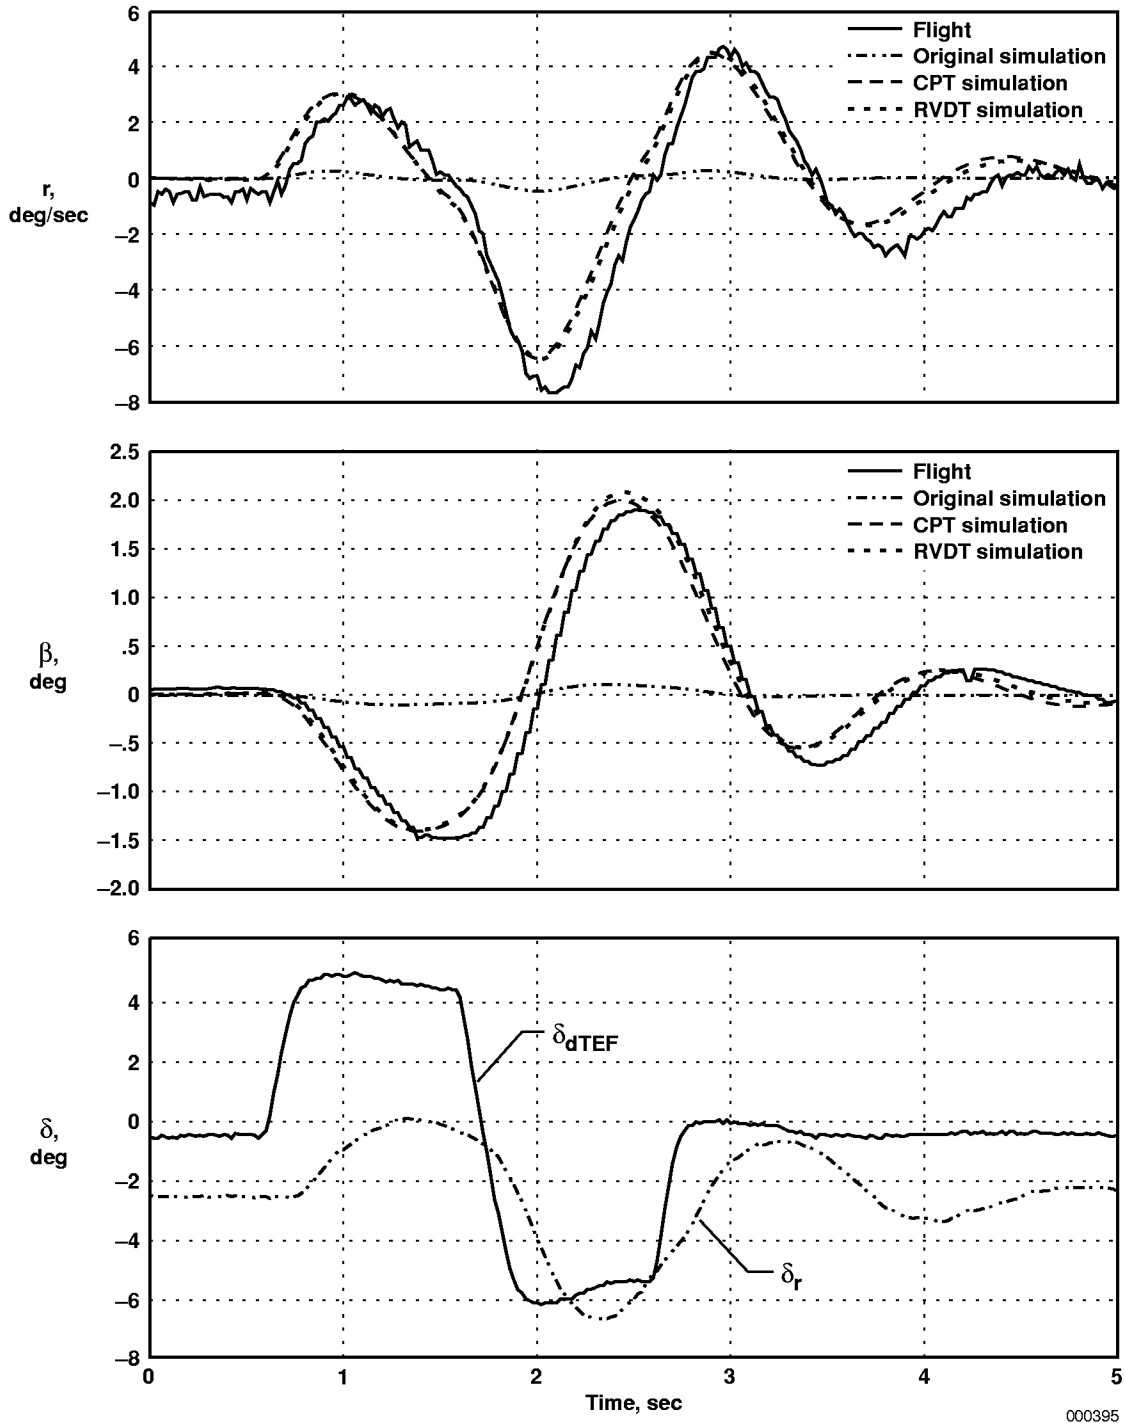 6
4
2
0
−2
−4
−6
−8
r,
deg/sec
Flight
Original simulation
CPT simulation
RVDT simulation
2.5
2.0
1.5
1.0
.5
0
−.5
−1.0
−1.5
−2.0
β,
deg
Flight
Original simulation
CPT simulation
RVDT simulation
6
4
2
0
−2
−4
−6
−8
δ,
deg
δdTEF
δr
0 1 2 3 4 5
Time, sec
000395